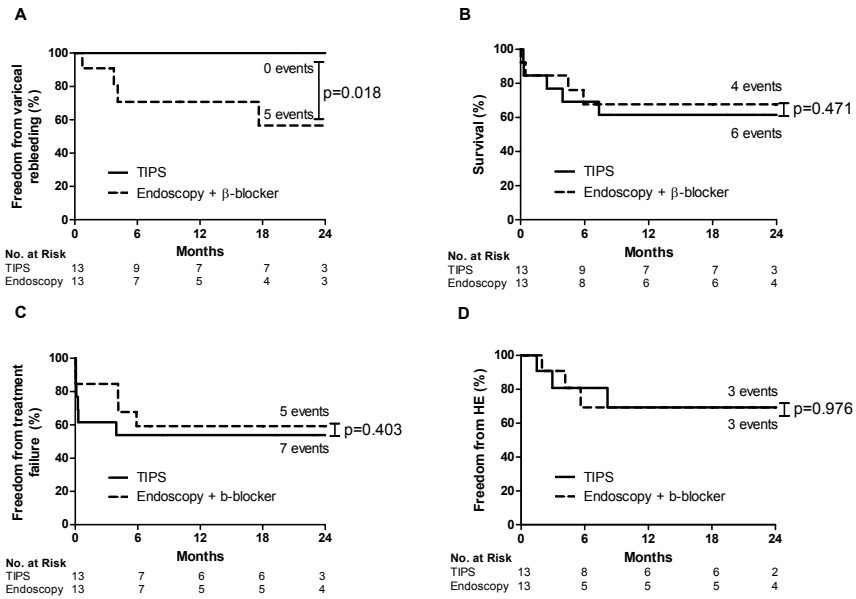 A
Freedom from variceal
rebleeding (%)
100
80
60
40
20
0
0 events
5 events
p=0.018
TIPS
Endoscopy + β-blocker
0 6 12 18 24
Months
No. at Risk
TIPS 13 9 7 7 3
Endoscopy 13 7 5 4 3
B
Survival (%)
100
80
60
40
20
0
4 events
6 events
p=0.471
TIPS
Endoscopy + β-blocker
0 6 12 18 24
Months
No. at Risk
TIPS 13 9 7 7 3
Endoscopy 13 8 6 6 4
C
Freedom from treatment
failure (%)
100
80
60
40
20
0
5 events
7 events
p=0.403
TIPS
Endoscopy + b-blocker
0 6 12 18 24
Months
No. at Risk
TIPS 13 7 6 6 3
Endoscopy 13 7 5 5 4
D
Freedom from HE (%)
100
80
60
40
20
0
3 events
3 events
p=0.976
TIPS
Endoscopy + b-blocker
0 6 12 18 24
Months
No. at Risk
TIPS 13 8 6 6 2
Endoscopy 13 5 5 5 4